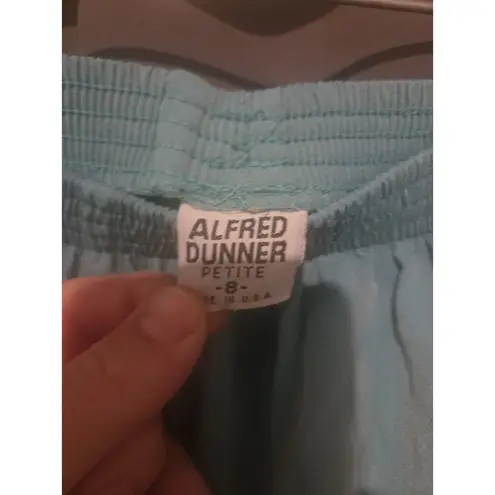 ALFRED
DUNNER
PETITE
-8-
IN U.S.A.